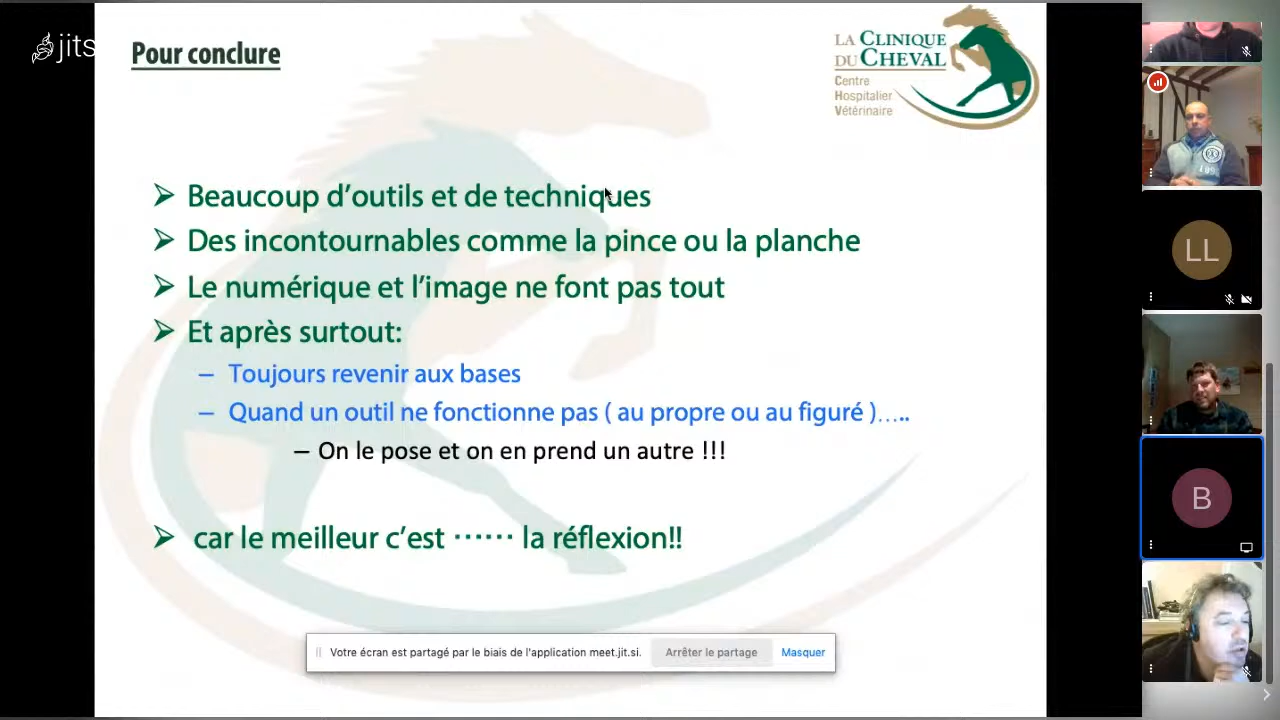 jits
Pour conclure
LA CLINIQUE
DU CHEVAL
Centre
Hospitalier
Vétérinaire
➢ Beaucoup d’outils et de techniques
➢ Des incontournables comme la pince ou la planche
➢ Le numérique et l’image ne font pas tout
➢ Et après surtout:
– Toujours revenir aux bases
– Quand un outil ne fonctionne pas ( au propre ou au figuré )…..
– On le pose et on en prend un autre !!!
➢ car le meilleur c’est ⋯⋯ la réflexion!!
Votre écran est partagé par le biais de l'application meet.jit.si.
Arrêter le partage
Masquer
LL
B